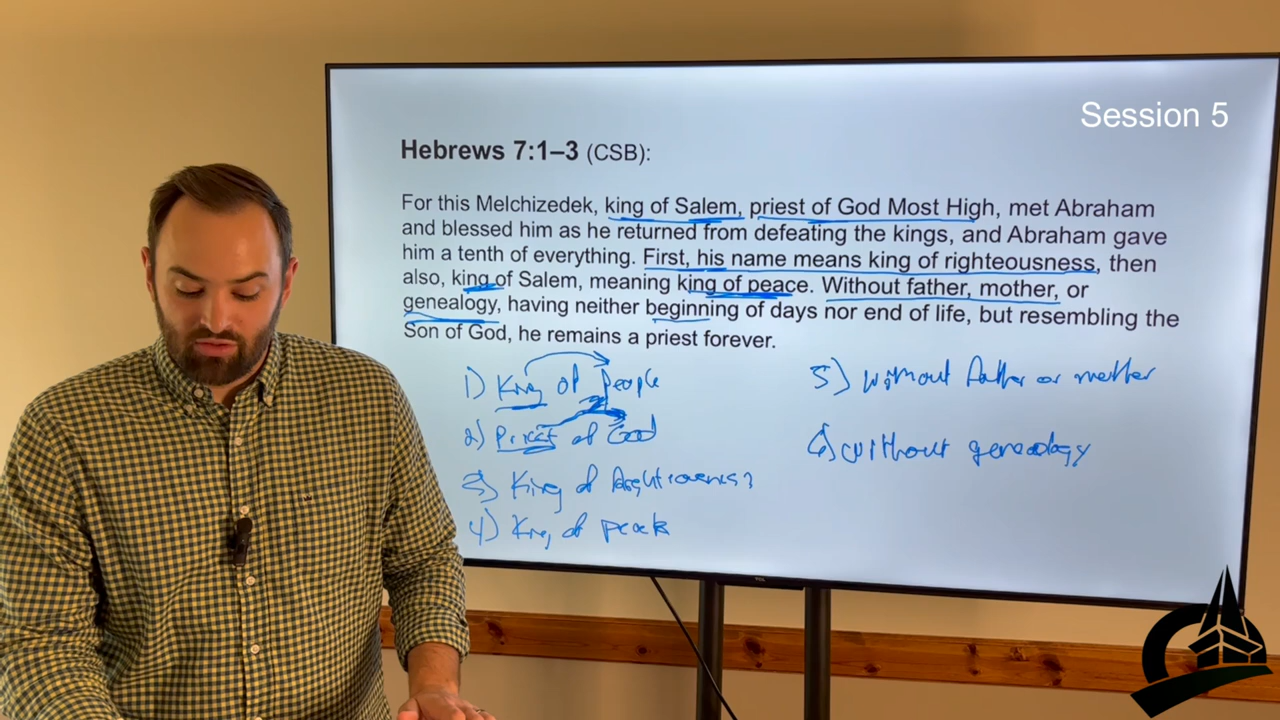 Session 5
Hebrews 7:1–3 (CSB):
For this Melchizedek, king of Salem, priest of God Most High, met Abraham
and blessed him as he returned from defeating the kings, and Abraham gave
him a tenth of everything. First, his name means king of righteousness, then
also, king of Salem, meaning king of peace. Without father, mother, or
genealogy, having neither beginning of days nor end of life, but resembling the
Son of God, he remains a priest forever.
1) King of People
2) Priest of God
3) King of Righteousness
4) King of peace
5) without father or mother
6) without genealogy
TCL